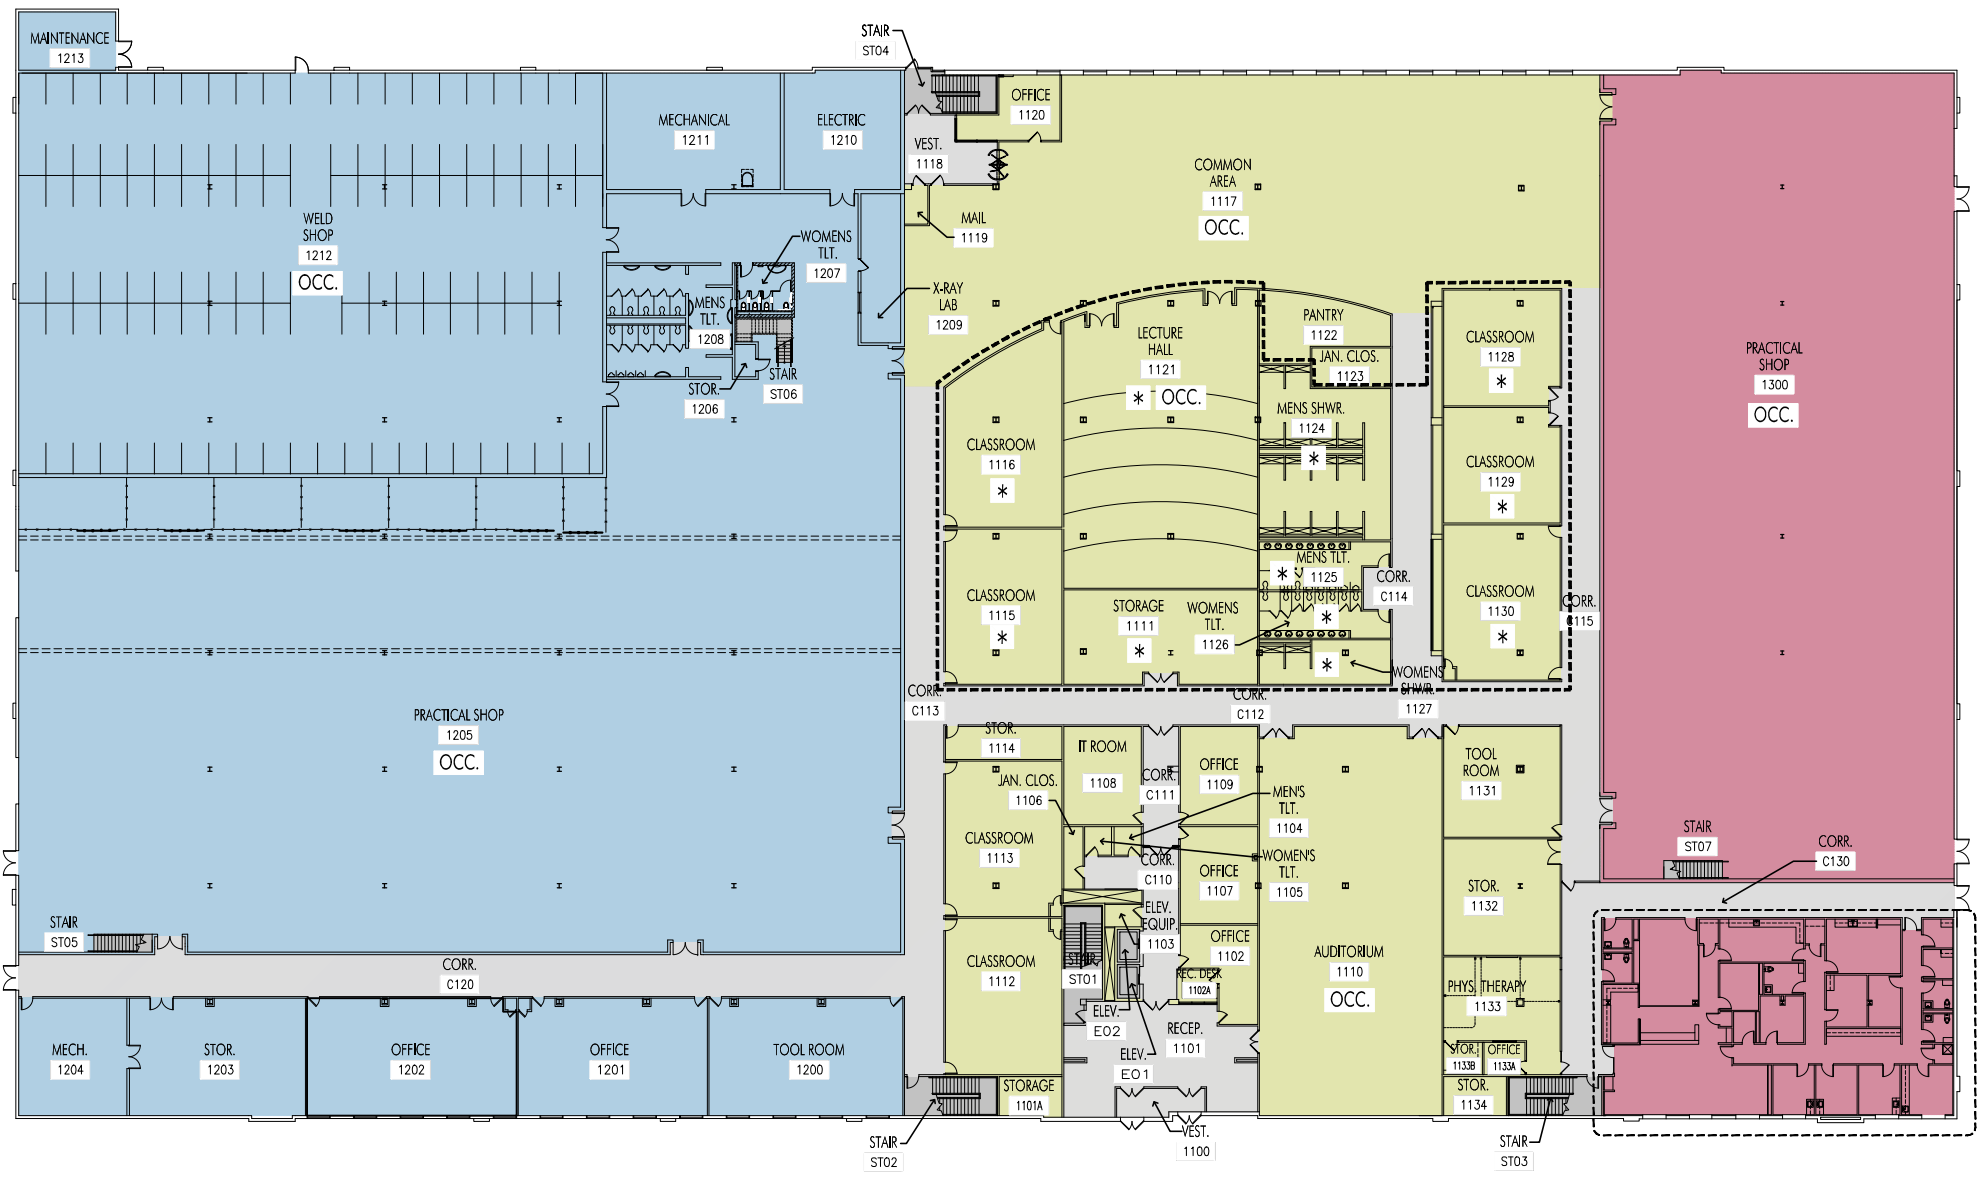 MAINTENANCE
1213
STAIR
ST04
OFFICE
1120
MECHANICAL
1211
ELECTRIC
1210
VEST.
1118
COMMON
AREA
1117
OCC.
WELD
SHOP
1212
OCC.
WOMENS
TLT.
1207
MAIL
1119
X-RAY
LAB
1209
MENS
TLT.
1208
STAIR
ST06
STOR.
1206
LECTURE
HALL
1121
* OCC.
PANTRY
1122
JAN. CLOS.
1123
CLASSROOM
1128
*
PRACTICAL
SHOP
1300
OCC.
CLASSROOM
1116
*
MENS SHWR.
1124
*
CLASSROOM
1129
*
MENS TLT.
1125
*
CORR.
C114
CLASSROOM
1130
*
CORR.
C115
CLASSROOM
1115
*
STORAGE
1111
*
WOMENS
TLT.
1126
*
*
WOMENS
SHWR.
1127
CORR.
C113
CORR.
C112
PRACTICAL SHOP
1205
OCC.
STOR.
1114
IT ROOM
1108
CORR.
C111
OFFICE
1109
TOOL
ROOM
1131
JAN. CLOS.
1106
MEN'S
TLT.
1104
CLASSROOM
1113
CORR.
C110
OFFICE
1107
WOMEN'S
TLT.
1105
STAIR
ST07
CORR.
C130
STOR.
1132
ELEV.
EQUIP.
1103
STAIR
ST05
OFFICE
1102
CORR.
C120
CLASSROOM
1112
STAIR
ST01
REC. DESK
1102A
AUDITORIUM
1110
OCC.
PHYS. THERAPY
1133
ELEV.
E02
RECEP.
1101
MECH.
1204
STOR.
1203
OFFICE
1202
OFFICE
1201
TOOL ROOM
1200
ELEV.
E01
STOR.
1133B
OFFICE
1133A
STORAGE
1101A
STOR.
1134
STAIR
ST02
VEST.
1100
STAIR
ST03